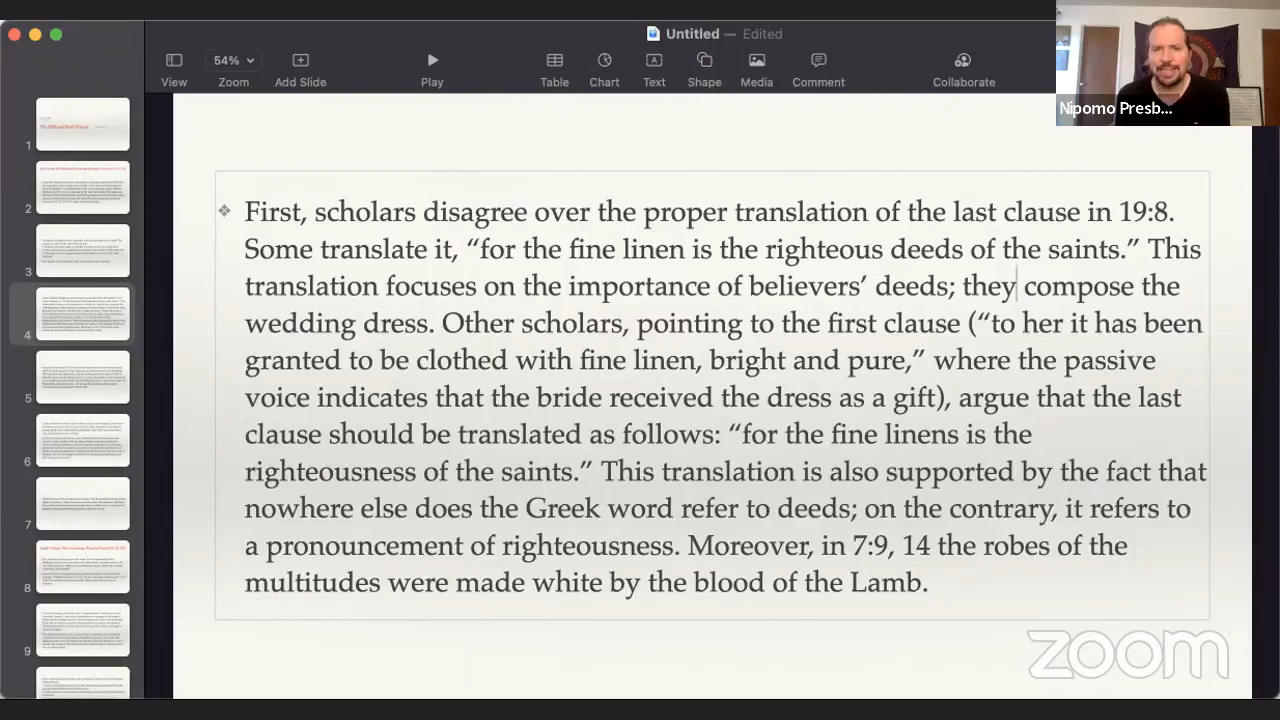 Untitled — Edited
54%
View
Zoom
Add Slide
Play
Table
Chart
Text
Shape
Media
Comment
Collaborate
Nipomo Presb...
1
2
3
4
5
6
7
8
9
❖ First, scholars disagree over the proper translation of the last clause in 19:8.
Some translate it, “for the fine linen is the righteous deeds of the saints.” This
translation focuses on the importance of believers’ deeds; they compose the
wedding dress. Other scholars, pointing to the first clause (“to her it has been
granted to be clothed with fine linen, bright and pure,” where the passive
voice indicates that the bride received the dress as a gift), argue that the last
clause should be translated as follows: “for the fine linens is the
righteousness of the saints.” This translation is also supported by the fact that
nowhere else does the Greek word refer to deeds; on the contrary, it refers to
a pronouncement of righteousness. Moreover, in 7:9, 14 the robes of the
multitudes were made white by the blood of the Lamb.
zoom